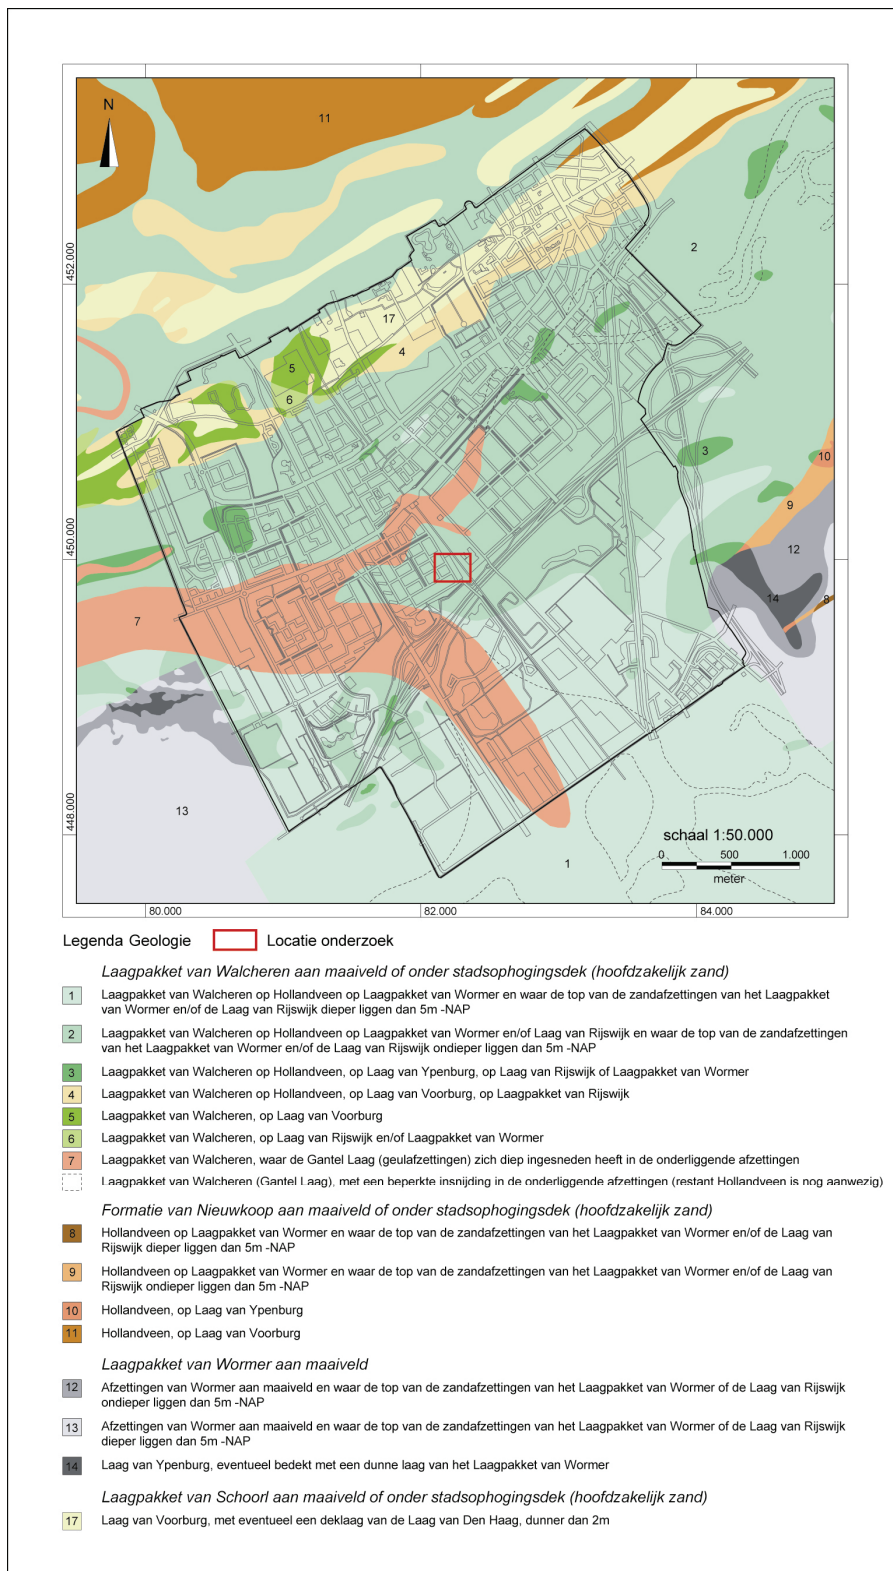 N
11
2
452.000
17
5
4
6
3
10
9
450.000
12
14
8
7
13
448.000
schaal 1:50.000
0 500 1.000
meter
1
80.000 82.000 84.000
Legenda Geologie Locatie onderzoek
Laagpakket van Walcheren aan maaiveld of onder stadsophogingsdek (hoofdzakelijk zand)
1 Laagpakket van Walcheren op Hollandveen op Laagpakket van Wormer en waar de top van de zandafzettingen van het Laagpakket
van Wormer en/of de Laag van Rijswijk dieper liggen dan 5m -NAP
2 Laagpakket van Walcheren op Hollandveen op Laagpakket van Wormer en/of Laag van Rijswijk en waar de top van de zandafzettingen
van het Laagpakket van Wormer en/of de Laag van Rijswijk ondieper liggen dan 5m -NAP
3 Laagpakket van Walcheren op Hollandveen, op Laag van Ypenburg, op Laag van Rijswijk of Laagpakket van Wormer
4 Laagpakket van Walcheren op Hollandveen, op Laag van Voorburg, op Laagpakket van Rijswijk
5 Laagpakket van Walcheren, op Laag van Voorburg
6 Laagpakket van Walcheren, op Laag van Rijswijk en/of Laagpakket van Wormer
7 Laagpakket van Walcheren, waar de Gantel Laag (geulafzettingen) zich diep ingesneden heeft in de onderliggende afzettingen
Laagpakket van Walcheren (Gantel Laag), met een beperkte insnijding in de onderliggende afzettingen (restant Hollandveen is nog aanwezig)
Formatie van Nieuwkoop aan maaiveld of onder stadsophogingsdek (hoofdzakelijk zand)
8 Hollandveen op Laagpakket van Wormer en waar de top van de zandafzettingen van het Laagpakket van Wormer en/of de Laag van
Rijswijk dieper liggen dan 5m -NAP
9 Hollandveen op Laagpakket van Wormer en waar de top van de zandafzettingen van het Laagpakket van Wormer en/of de Laag van
Rijswijk ondieper liggen dan 5m -NAP
10 Hollandveen, op Laag van Ypenburg
11 Hollandveen, op Laag van Voorburg
Laagpakket van Wormer aan maaiveld
12 Afzettingen van Wormer aan maaiveld en waar de top van de zandafzettingen van het Laagpakket van Wormer of de Laag van Rijswijk
ondieper liggen dan 5m -NAP
13 Afzettingen van Wormer aan maaiveld en waar de top van de zandafzettingen van het Laagpakket van Wormer of de Laag van Rijswijk
dieper liggen dan 5m -NAP
14 Laag van Ypenburg, eventueel bedekt met een dunne laag van het Laagpakket van Wormer
Laagpakket van Schoorl aan maaiveld of onder stadsophogingsdek (hoofdzakelijk zand)
17 Laag van Voorburg, met eventueel een deklaag van de Laag van Den Haag, dunner dan 2m